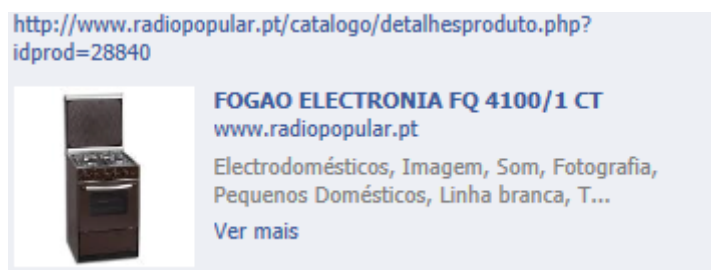 http://www.radiopopular.pt/catalogo/detalhesproduto.php?
idprod=28840
FOGAO ELECTRONIA FQ 4100/1 CT
www.radiopopular.pt
Electrodomésticos, Imagem, Som, Fotografia,
Pequenos Domésticos, Linha branca, T...
Ver mais